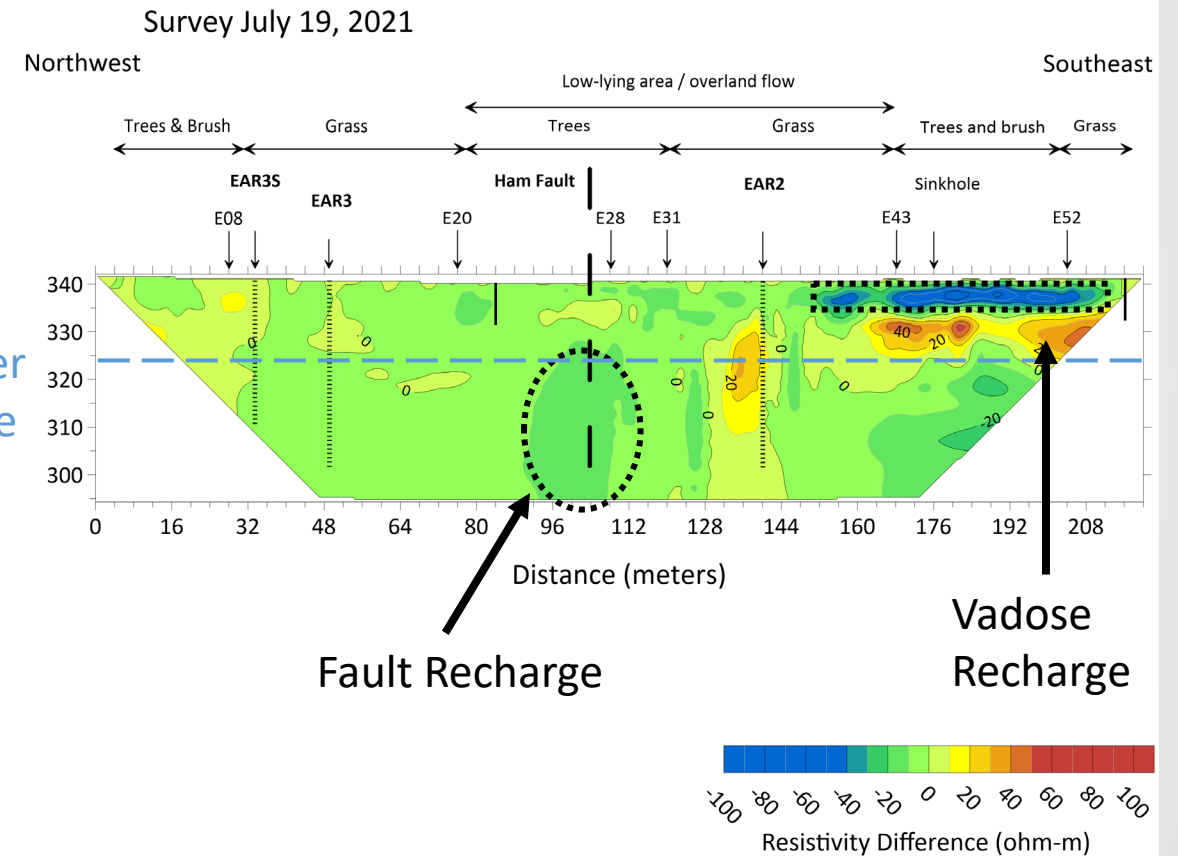 Survey July 19, 2021
Northwest
Southeast
Low-lying area / overland flow
Trees & Brush
Grass
Trees
Grass
Trees and brush
Grass
EAR3S
EAR3
Ham Fault
EAR2
Sinkhole
E08
E20
E28
E31
E43
E52
340
330
320
310
300
er
e
0
0
0
0
0
20
0
0
40
20
0
-20
0 16 32 48 64 80 96 112 128 144 160 176 192 208
Distance (meters)
Fault Recharge
Vadose
Recharge
-100 -80 -60 -40 -20 0 20 40 60 80 100
Resistivity Difference (ohm-m)